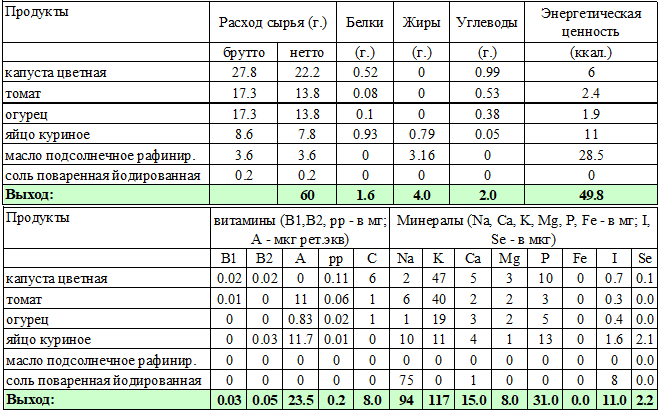 Продукты Расход сырья (г.) Белки Жиры Углеводы Энергетическая ценность
брутто нетто (г.) (г.) (г.) (ккал.)
капуста цветная 27.8 22.2 0.52 0 0.99 6
томат 17.3 13.8 0.08 0 0.53 2.4
огурец 17.3 13.8 0.1 0 0.38 1.9
яйцо куриное 8.6 7.8 0.93 0.79 0.05 11
масло подсолнечное рафинир. 3.6 3.6 0 3.16 0 28.5
соль поваренная йодированная 0.2 0.2 0 0 0 0
Выход: 60 1.6 4.0 2.0 49.8
Продукты витамины (B1,B2, pp - в мг; Минералы (Na, Ca, K, Mg, P, Fe - в мг; I,
A - мкг рет.экв) Se - в мкг)
B1 B2 A pp C Na K Ca Mg P Fe I Se
капуста цветная 0.02 0.02 0 0.11 6 2 47 5 3 10 0 0.7 0.1
томат 0.01 0 11 0.06 1 6 40 2 2 3 0 0.3 0.0
огурец 0 0 0.83 0.02 1 1 19 3 2 5 0 0.4 0.0
яйцо куриное 0 0.03 11.7 0.01 0 10 11 4 1 13 0 1.6 2.1
масло подсолнечное рафинир. 0 0 0 0 0 0 0 0 0 0 0 0 0.0
соль поваренная йодированная 0 0 0 0 0 75 0 1 0 0 0 8 0.0
Выход: 0.03 0.05 23.5 0.2 8.0 94 117 15.0 8.0 31.0 0.0 11.0 2.2